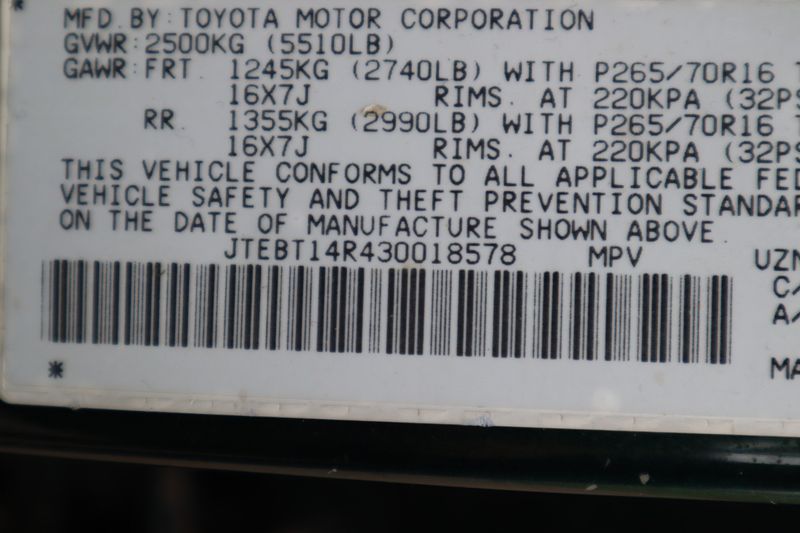 MFD.BY:TOYOTA MOTOR CORPORATION
GVWR:2500KG (5510LB)
GAWR:FRT. 1245KG (2740LB) WITH P265/70R16
16X7J RIMS. AT 220KPA (32PS
RR. 1355KG (2990LB) WITH P265/70R16
16X7J RIMS. AT 220KPA (32PS
THIS VEHICLE CONFORMS TO ALL APPLICABLE FED
VEHICLE SAFETY AND THEFT PREVENTION STANDAR
ON THE DATE OF MANUFACTURE SHOWN ABOVE.
JTEBT14R430018578 MPV UZN
C/
A/
* MA